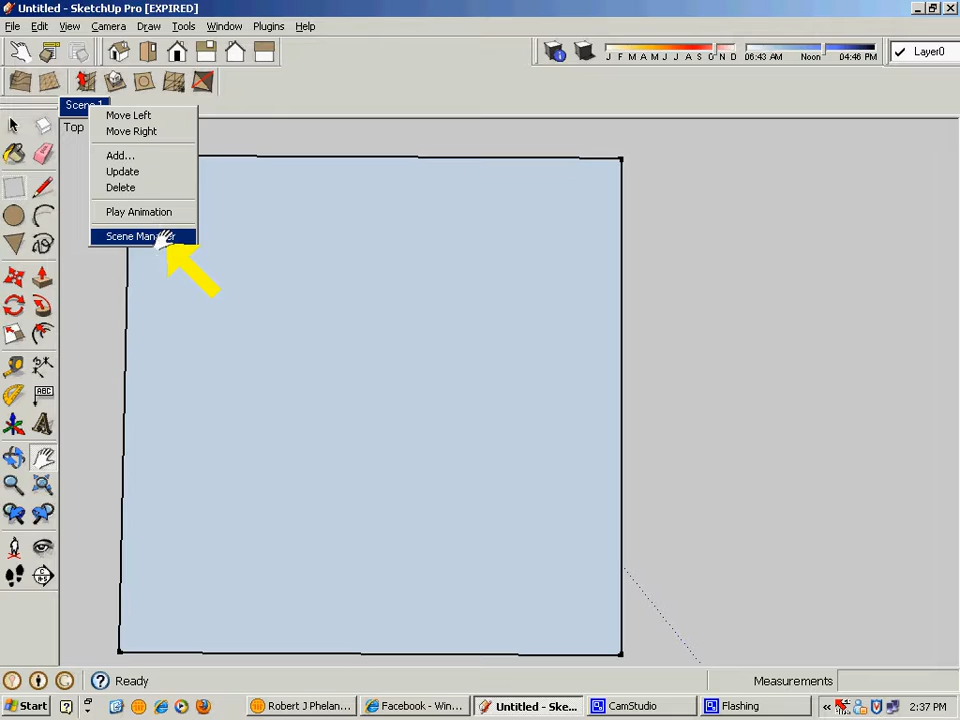 Untitled - SketchUp Pro [EXPIRED]
File Edit View Camera Draw Tools Window Plugins Help
J F M A M J J A S O N D 06:43 AM Noon 04:46 PM Layer0
Scene 1
Top
Move Left
Move Right
Add...
Update
Delete
Play Animation
Scene Manager
ABC
Ready
Measurements
Start Robert J Phelan... Facebook - Win... Untitled - Ske... CamStudio Flashing 2:37 PM